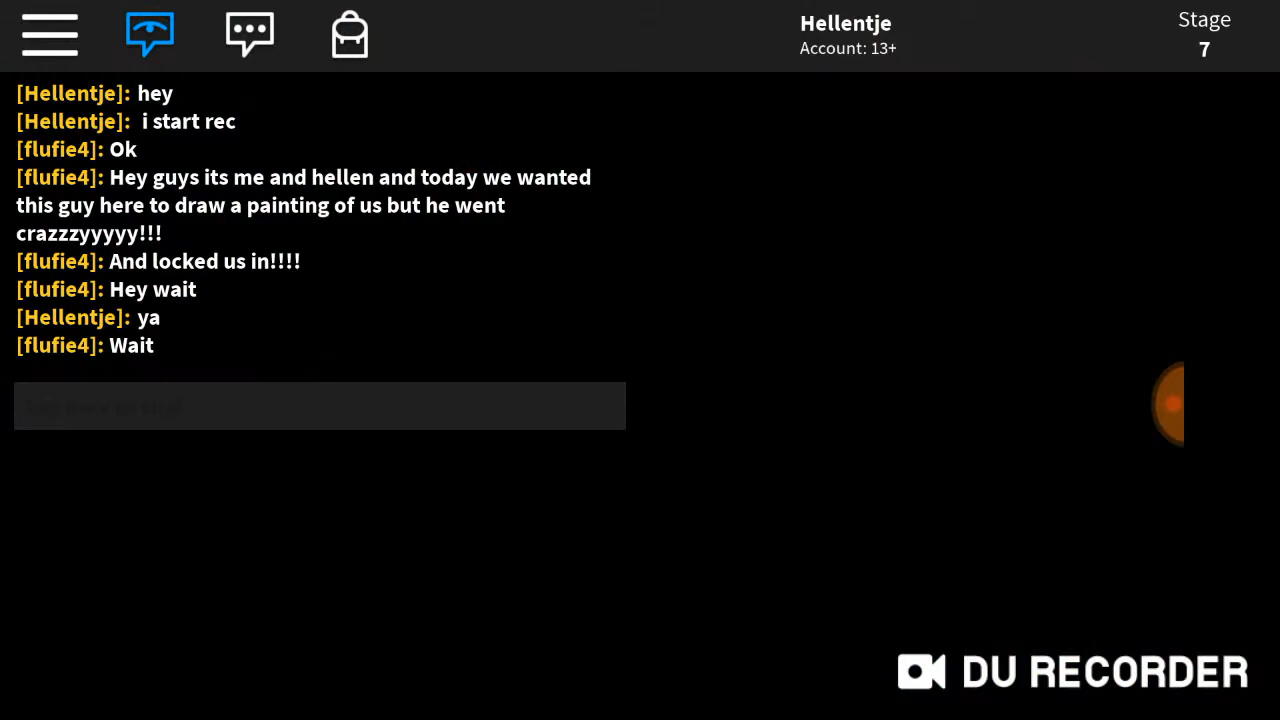 Hellentje
Account: 13+
Stage
7
[Hellentje]: hey
[Hellentje]: i start rec
[flufie4]: Ok
[flufie4]: Hey guys its me and hellen and today we wanted
this guy here to draw a painting of us but he went
crazzzyyyyy!!!
[flufie4]: And locked us in!!!!
[flufie4]: Hey wait
[Hellentje]: ya
[flufie4]: Wait
DU RECORDER